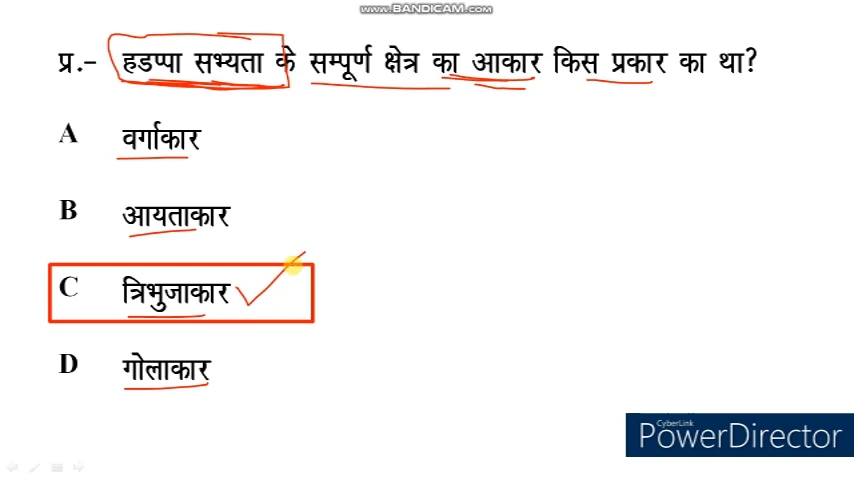 WWW.BANDICAM.COM
प्र.- हडप्पा सभ्यता के सम्पूर्ण क्षेत्र का आकार किस प्रकार का था?
A वर्गाकार
B आयताकार
C त्रिभुजाकार
D गोलाकार
CyberLink
PowerDirector